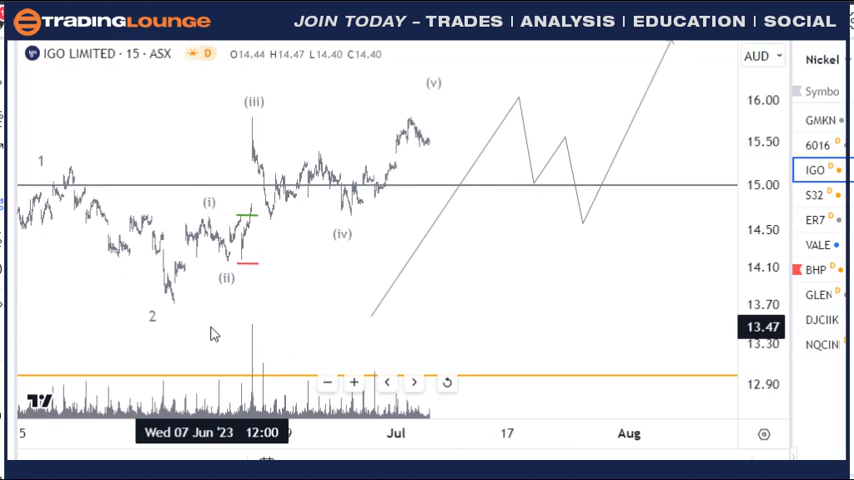 TRADINGLOUNGE
JOIN TODAY - TRADES | ANALYSIS | EDUCATION | SOCIAL
IGO LIMITED · 15 · ASX D O14.44 H14.47 L14.40 C14.40
AUD
Nickel
Symbo
GMKN
6016
IGO D
S32 D
ER7
VALE D
BHP D
GLEN D
DJCIIK
NQCIN
16.00
15.50
15.00
14.50
14.10
13.70
13.47
13.30
12.90
1
2
(i)
(ii)
(iii)
(iv)
(v)
5
Wed 07 Jun '23 12:00
9
Jul
17
Aug